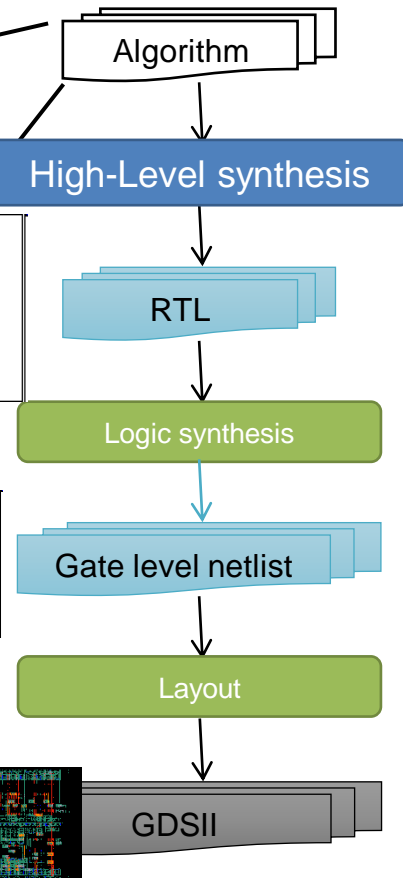 Algorithm
High-Level synthesis
RTL
Logic synthesis
Gate level netlist
Layout
GDSII